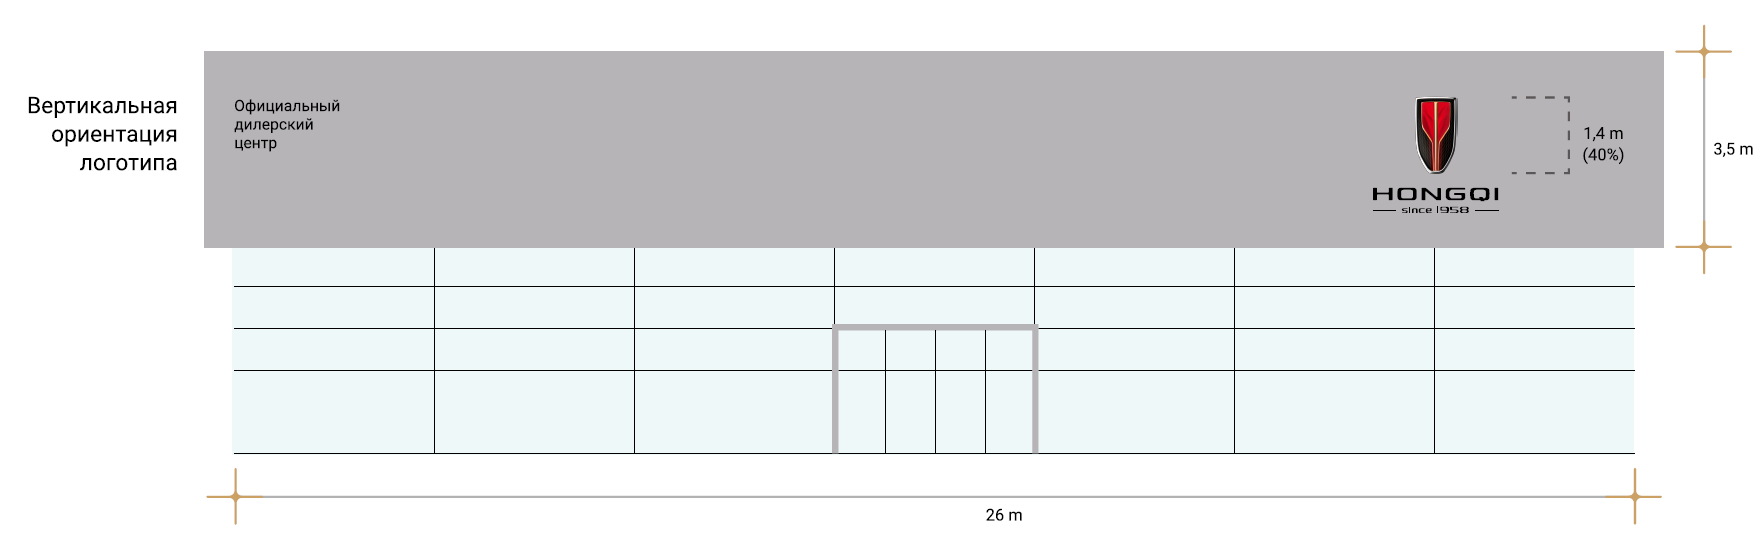 Вертикальная
ориентация
логотипа
Официальный
дилерский
центр
HONGQI
since 1958
1,4 m
(40%)
3,5 m
26 m